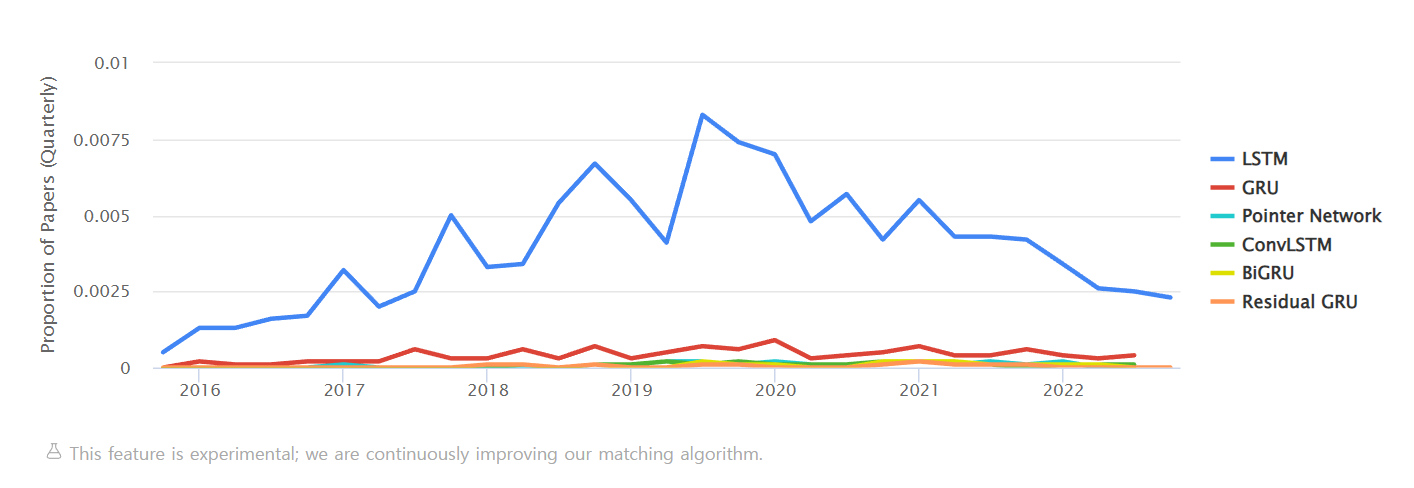 Proportion of Papers (Quarterly)
0.01
0.0075
0.005
0.0025
0
2016 2017 2018 2019 2020 2021 2022
LSTM
GRU
Pointer Network
ConvLSTM
BiGRU
Residual GRU
This feature is experimental; we are continuously improving our matching algorithm.